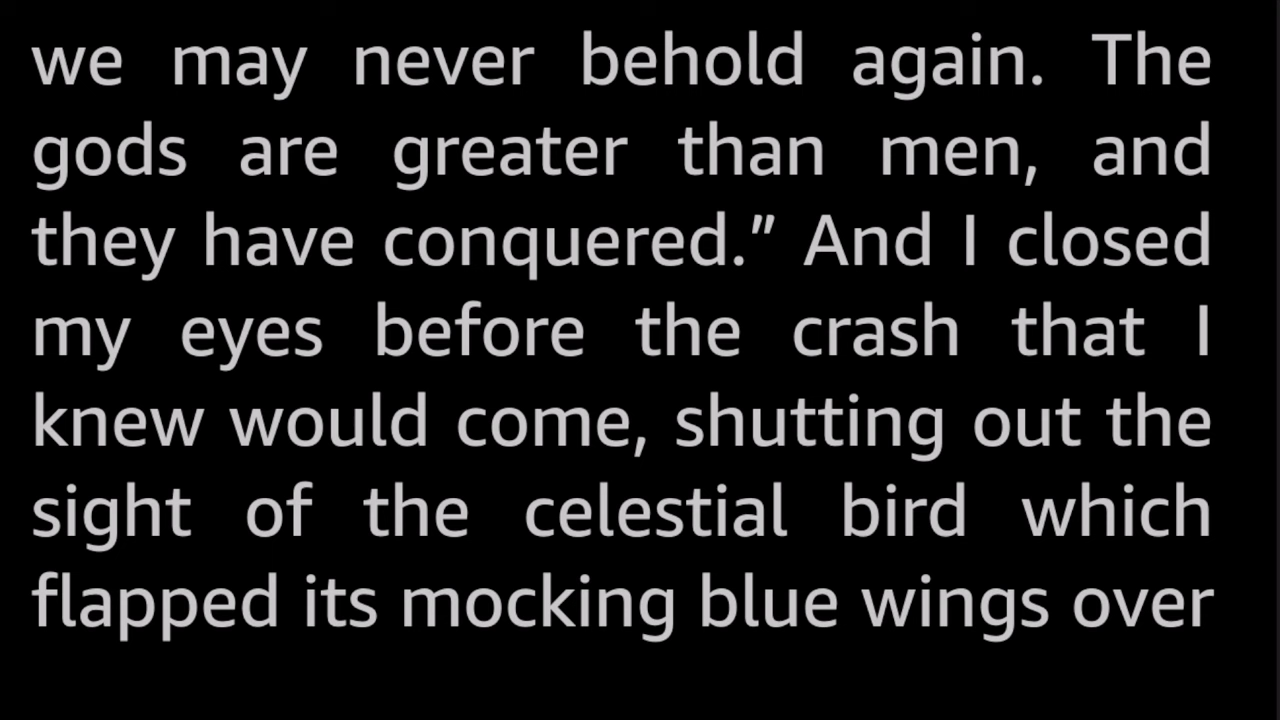 we may never behold again. The
gods are greater than men, and
they have conquered.” And I closed
my eyes before the crash that I
knew would come, shutting out the
sight of the celestial bird which
flapped its mocking blue wings over